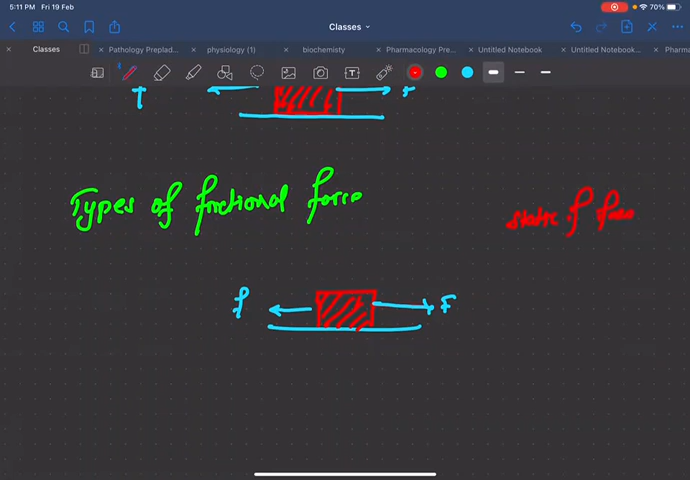 5:11 PM Fri 19 Feb
70%
Classes
Classes
Pathology Preplad...
physiology (1)
biochemisty
Pharmacology Pre...
Untitled Notebook
Untitled Notebook...
Pharma
T
F
Types of frictional force
static f force
f
F